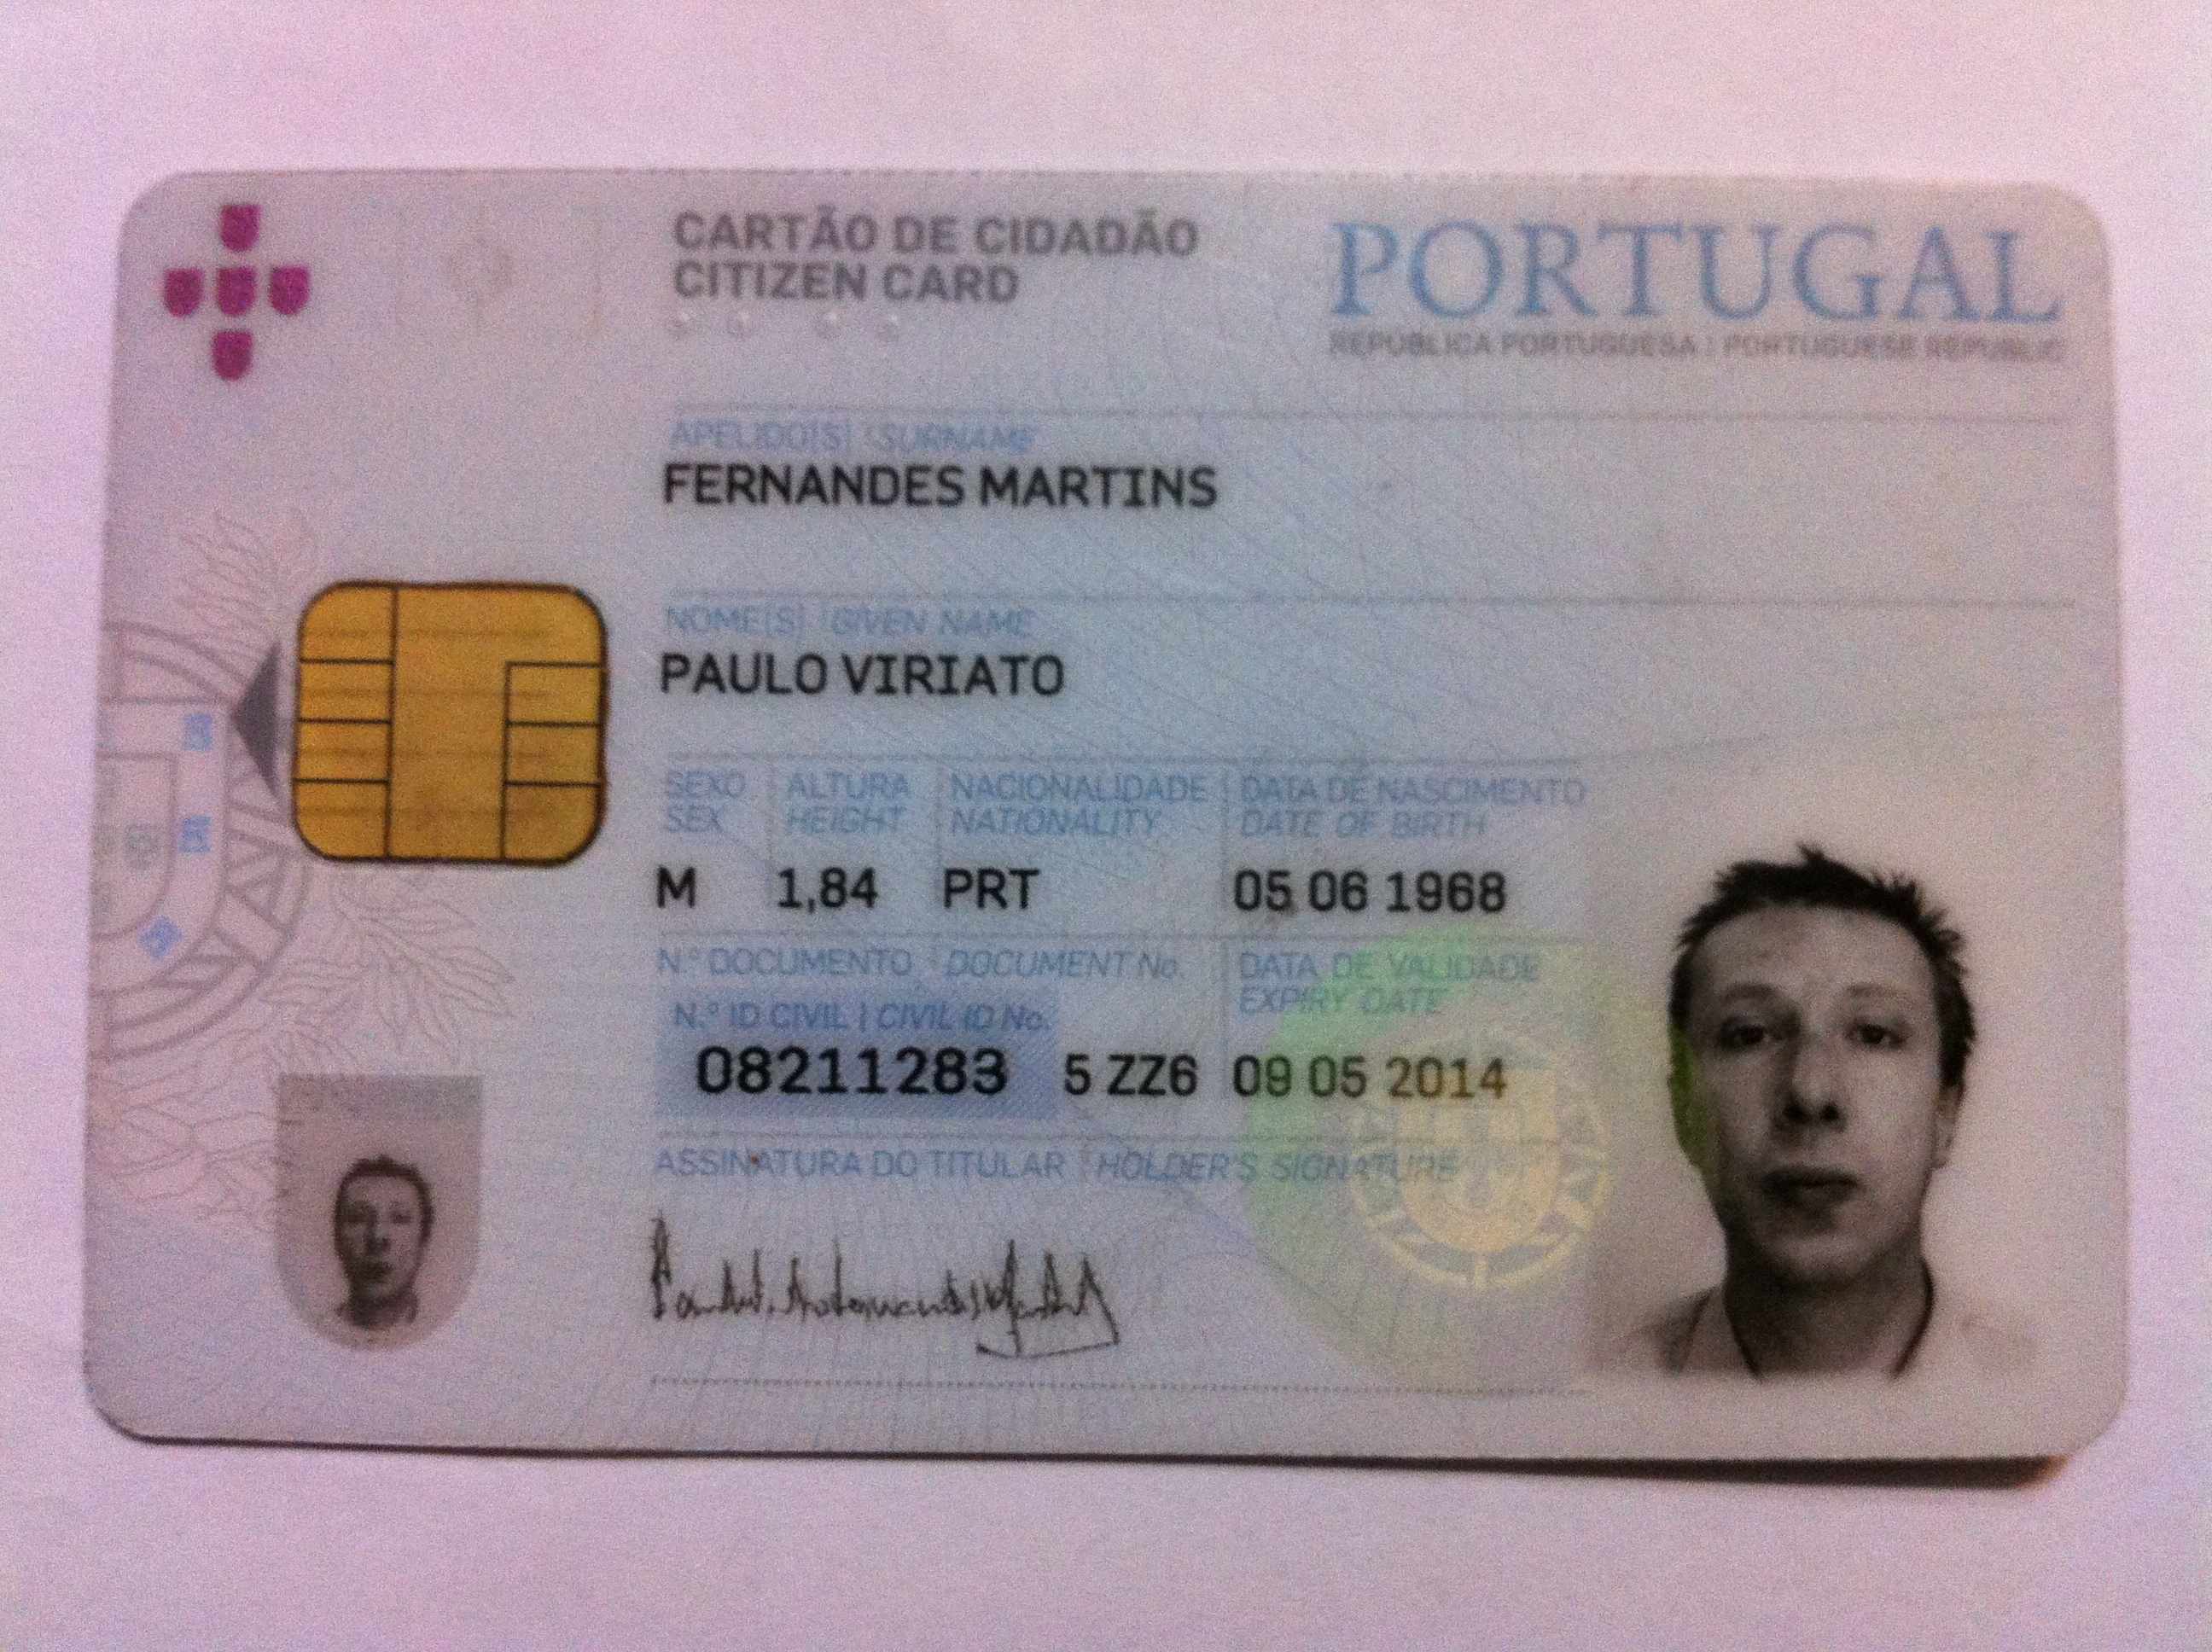 CARTÃO DE CIDADÃO
CITIZEN CARD
PORTUGAL
REPÚBLICA PORTUGUESA | PORTUGUESE REPUBLIC
APELIDO[S] | SURNAME
FERNANDES MARTINS
NOME[S] | GIVEN NAME
PAULO VIRIATO
SEXO ALTURA NACIONALIDADE DATA DE NASCIMENTO
SEX HEIGHT NATIONALITY DATE OF BIRTH
M 1,84 PRT 05 06 1968
N.º DOCUMENTO | DOCUMENT No. DATA DE VALIDADE
N.º ID CIVIL | CIVIL ID No. EXPIRY DATE
08211283 5 ZZ6 09 05 2014
ASSINATURA DO TITULAR | HOLDER'S SIGNATURE